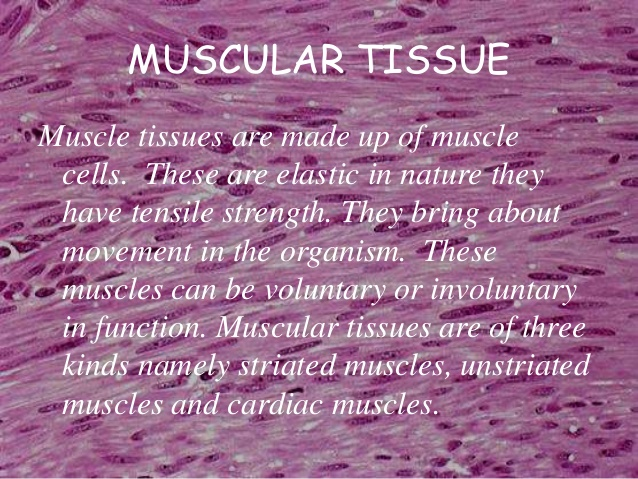 MUSCULAR TISSUE
Muscle tissues are made up of muscle
cells. These are elastic in nature they
have tensile strength. They bring about
movement in the organism. These
muscles can be voluntary or involuntary
in function. Muscular tissues are of three
kinds namely striated muscles, unstriated
muscles and cardiac muscles.